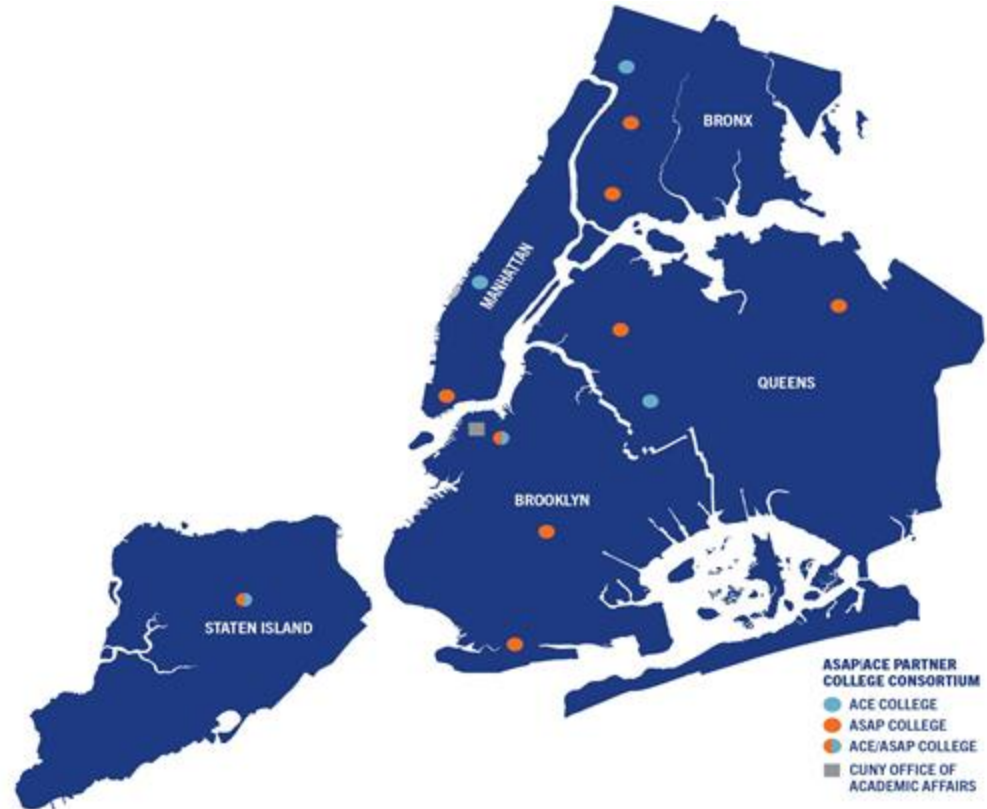 BRONX
MANHATTAN
QUEENS
BROOKLYN
STATEN ISLAND
ASAP|ACE PARTNER
COLLEGE CONSORTIUM
ACE COLLEGE
ASAP COLLEGE
ACE/ASAP COLLEGE
CUNY OFFICE OF
ACADEMIC AFFAIRS